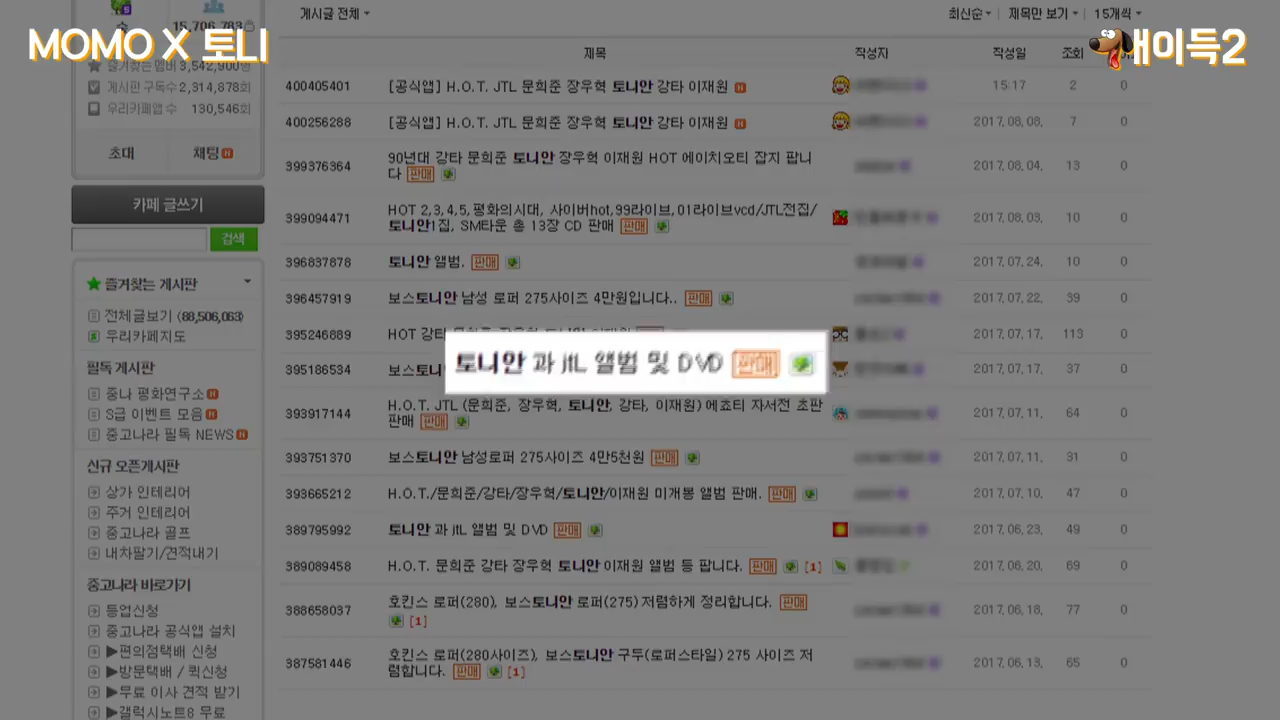 MOMO X 토니
개이득2
15,706,783
즐겨찾는 멤버 3,542,900명
게시판 구독수 2,314,878회
우리카페앱 수 130,546회
초대 채팅
카페 글쓰기
검색
즐겨찾는 게시판
전체글보기 (88,506,063)
우리카페지도
필독 게시판
중나 평화연구소
S급 이벤트 모음
중고나라 필독 NEWS
신규 오픈게시판
상가 인테리어
주거 인테리어
중고나라 골프
내차팔기/견적내기
중고나라 바로가기
등업신청
중고나라 공식앱 설치
▶편의점택배 신청
▶방문택배 / 퀵신청
▶무료 이사 견적 받기
▶갤럭시노트8 무료
게시글 전체 최신순 제목만 보기 15개씩
제목 작성자 작성일 조회
400405401 [공식앱] H.O.T. JTL 문희준 장우혁 토니안 강타 이재원 15:17 2 0
400256288 [공식앱] H.O.T. JTL 문희준 장우혁 토니안 강타 이재원 2017.08.08. 7 0
399376364 90년대 강타 문희준 토니안 장우혁 이재원 HOT 에이치오티 잡지 팝니 2017.08.04. 13 0
다 판매
399094471 HOT 2,3,4,5,평화의시대, 사이버hot,99라이브,01라이브vcd/JTL전집/ 2017.08.03. 10 0
토니안1집, SM타운 총 13장 CD 판매 판매
396837878 토니안 앨범. 판매 2017.07.24. 10 0
396457919 보스토니안 남성 로퍼 275사이즈 4만원입니다.. 판매 2017.07.22. 39 0
395246889 HOT 강타 2017.07.17. 113 0
토니안 과 jtL 앨범 및 DVD 판매
395186534 보스토니 2017.07.17. 37 0
393917144 H.O.T. JTL (문희준, 장우혁, 토니안, 강타, 이재원) 에쵸티 자서전 초판 2017.07.11. 64 0
판매 판매
393751370 보스토니안 남성로퍼 275사이즈 4만5천원 판매 2017.07.11. 31 0
393665212 H.O.T./문희준/강타/장우혁/토니안/이재원 미개봉 앨범 판매. 판매 2017.07.10. 47 0
389795992 토니안 과 jtL 앨범 및 DVD 판매 2017.06.23. 49 0
389089458 H.O.T. 문희준 강타 장우혁 토니안 이재원 앨범 등 팝니다. 판매 [1] 2017.06.20. 69 0
388658037 호킨스 로퍼(280), 보스토니안 로퍼(275) 저렴하게 정리합니다. 판매 2017.06.18. 77 0
[1]
387581446 호킨스 로퍼(280사이즈), 보스토니안 구두(로퍼스타일) 275 사이즈 저 2017.06.13. 65 0
렴합니다. 판매 [1]